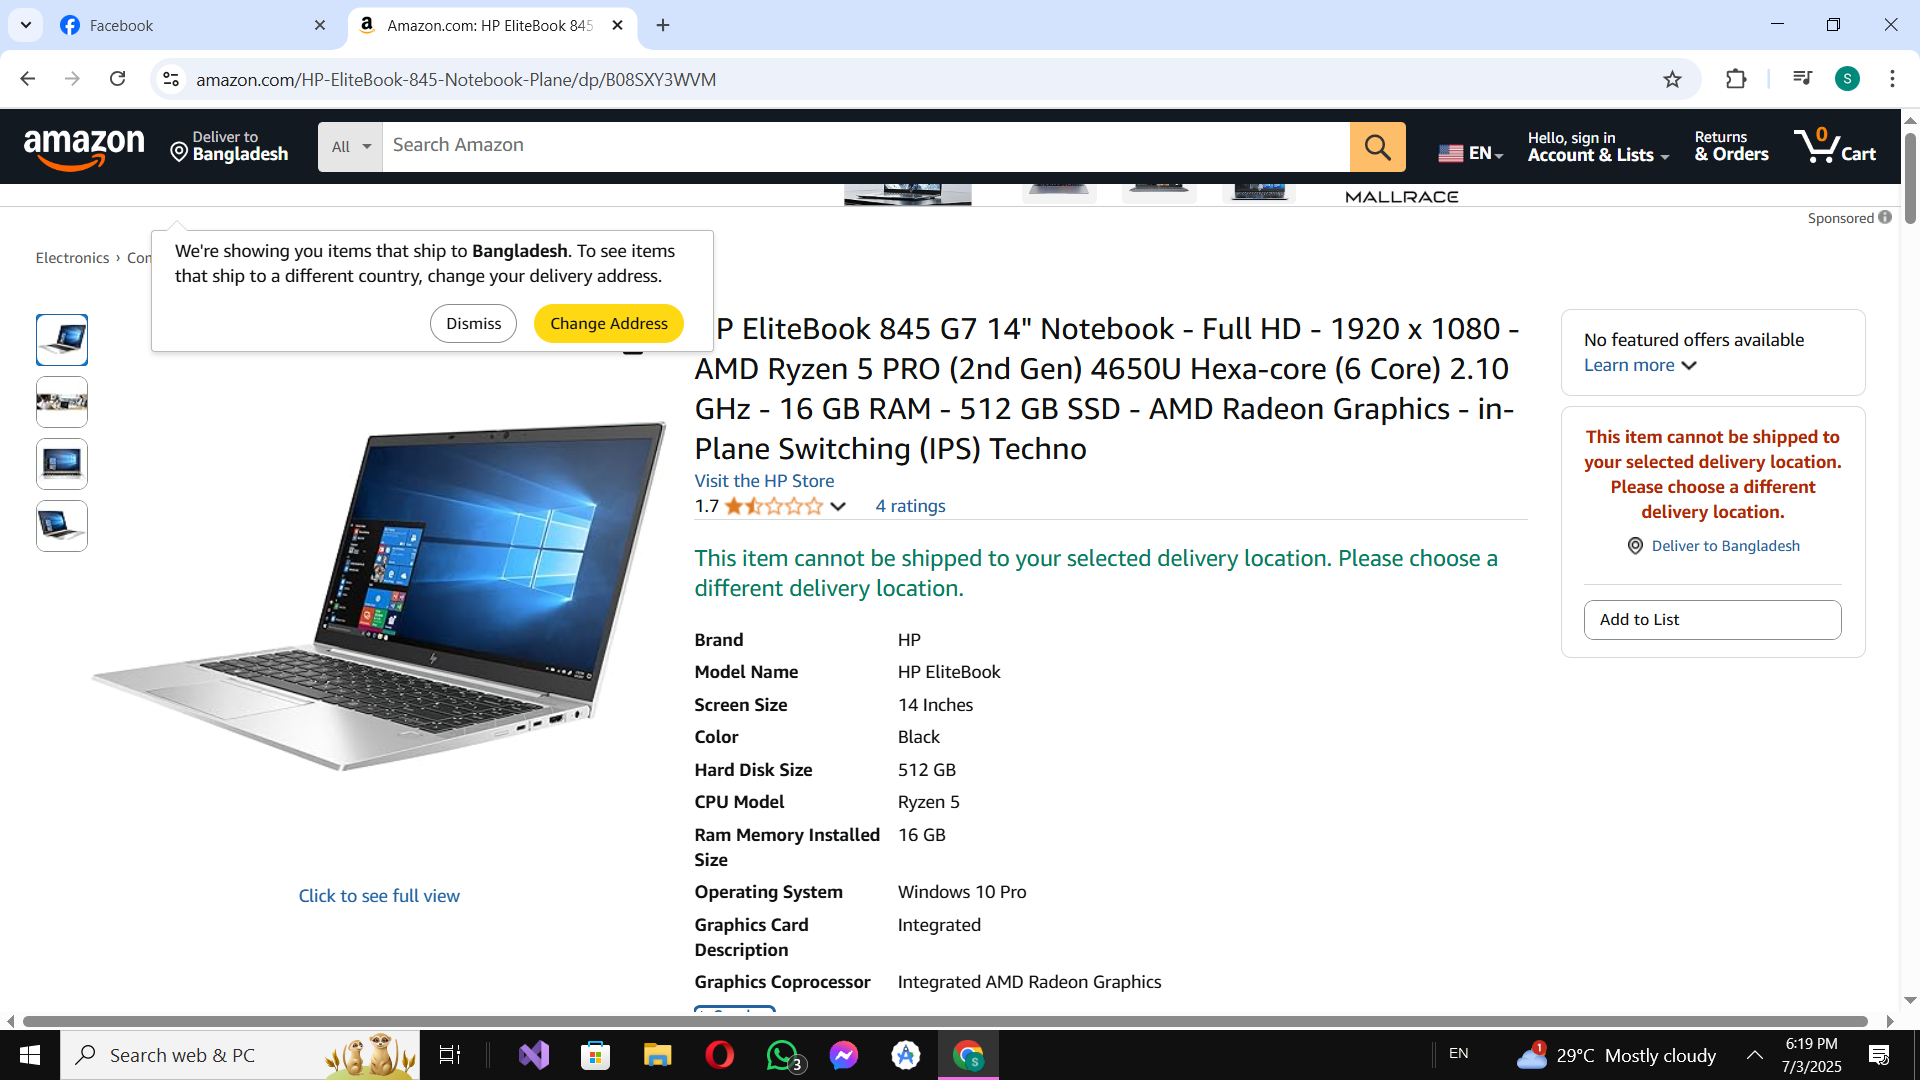 Facebook
Amazon.com: HP EliteBook 845
amazon.com/HP-EliteBook-845-Notebook-Plane/dp/B08SXY3WVM
S
amazon
Deliver to
Bangladesh
All
Search Amazon
EN
Hello, sign in
Account & Lists
Returns
& Orders
0
Cart
MALLRACE
Sponsored
Electronics › Com
We're showing you items that ship to Bangladesh. To see items
that ship to a different country, change your delivery address.
Dismiss
Change Address
P EliteBook 845 G7 14" Notebook - Full HD - 1920 x 1080 -
AMD Ryzen 5 PRO (2nd Gen) 4650U Hexa-core (6 Core) 2.10
GHz - 16 GB RAM - 512 GB SSD - AMD Radeon Graphics - in-
Plane Switching (IPS) Techno
Visit the HP Store
1.7
4 ratings
This item cannot be shipped to your selected delivery location. Please choose a
different delivery location.
Brand HP
Model Name HP EliteBook
Screen Size 14 Inches
Color Black
Hard Disk Size 512 GB
CPU Model Ryzen 5
Ram Memory Installed 16 GB
Size
Operating System Windows 10 Pro
Graphics Card Integrated
Description
Graphics Coprocessor Integrated AMD Radeon Graphics
Click to see full view
No featured offers available
Learn more
This item cannot be shipped to
your selected delivery location.
Please choose a different
delivery location.
Deliver to Bangladesh
Add to List
Search web & PC
3
S
EN
1
29°C Mostly cloudy
6:19 PM
7/3/2025